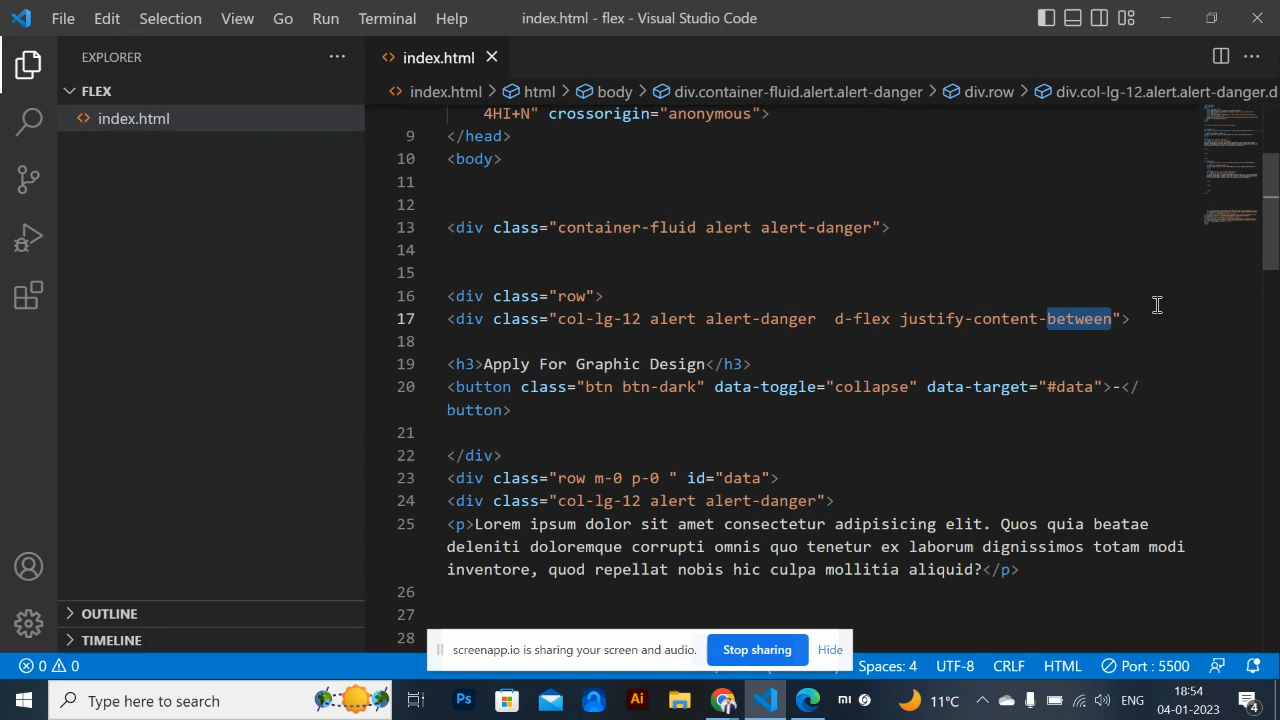 File Edit Selection View Go Run Terminal Help index.html - flex - Visual Studio Code
EXPLORER
index.html
FLEX
index.html > html > body > div.container-fluid.alert.alert-danger > div.row > div.col-lg-12.alert.alert-danger.d
index.html
4HI+N" crossorigin="anonymous">
9 </head>
10 <body>
11
12
13 <div class="container-fluid alert alert-danger">
14
15
16 <div class="row">
17 <div class="col-lg-12 alert alert-danger  d-flex justify-content-between">
18
19 <h3>Apply For Graphic Design</h3>
20 <button class="btn btn-dark" data-toggle="collapse" data-target="#data">-</
button>
21
22 </div>
23 <div class="row m-0 p-0 " id="data">
24 <div class="col-lg-12 alert alert-danger">
25 <p>Lorem ipsum dolor sit amet consectetur adipisicing elit. Quos quia beatae
deleniti doloremque corrupti omnis quo tenetur ex laborum dignissimos totam modi
inventore, quod repellat nobis hic culpa mollitia aliquid?</p>
26
27
28
OUTLINE
TIMELINE
screenapp.io is sharing your screen and audio. Stop sharing Hide
0 0 Spaces: 4 UTF-8 CRLF HTML Port : 5500
Type here to search
Ps
Ai
mi
11°C
ENG
18:54
04-01-2023
4